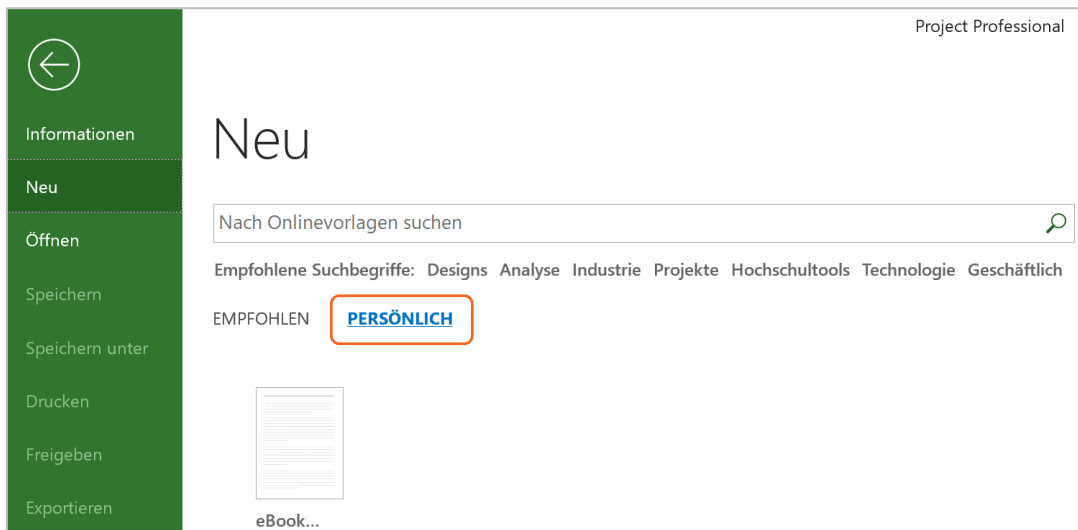 Project Professional
Informationen
Neu
Öffnen
Speichern
Speichern unter
Drucken
Freigeben
Exportieren
Neu
Nach Onlinevorlagen suchen
Empfohlene Suchbegriffe: Designs Analyse Industrie Projekte Hochschultools Technologie Geschäftlich
EMPFOHLEN PERSÖNLICH
eBook...